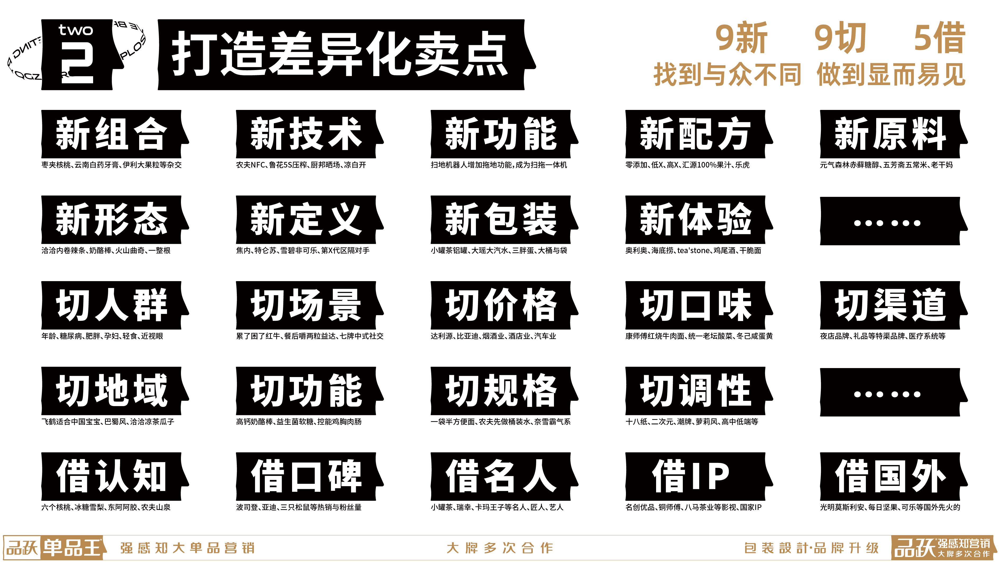 two
2
打造差异化卖点
9新 9切 5借
找到与众不同 做到显而易见
新组合
枣夹核桃、云南白药牙膏、伊利大果粒等杂交
新技术
农夫NFC、鲁花5S压榨、厨邦晒场、凉白开
新功能
扫地机器人增加拖地功能，成为扫拖一体机
新配方
零添加、低X、高X、汇源100%果汁、乐虎
新原料
元气森林赤藓糖醇、五芳斋五常米、老干妈
新形态
洽洽内卷辣条、奶酪棒、火山曲奇、一整根
新定义
焦内、特仑苏、雪碧非可乐、第X代区隔对手
新包装
小罐茶铝罐、大瑶大汽水、三胖蛋、大桶与袋
新体验
奥利奥、海底捞、tea'stone、鸡尾酒、干脆面
……
切人群
年龄、糖尿病、肥胖、孕妇、轻食、近视眼
切场景
累了困了红牛、餐后嚼两粒益达、七牌中式社交
切价格
达利源、比亚迪、烟酒业、酒店业、汽车业
切口味
康师傅红烧牛肉面、统一老坛酸菜、冬己咸蛋黄
切渠道
夜店品牌、礼品等特渠品牌、医疗系统等
切地域
飞鹤适合中国宝宝、巴蜀风、洽洽凉茶瓜子
切功能
高钙奶酪棒、益生菌软糖、控能鸡胸肉肠
切规格
一袋半方便面、农夫先做桶装水、奈雪霸气系
切调性
十八纸、二次元、潮牌、萝莉风、高中低端等
……
借认知
六个核桃、冰糖雪梨、东阿阿胶、农夫山泉
借口碑
波司登、亚迪、三只松鼠等热销与粉丝量
借名人
小罐茶、瑞幸、卡玛王子等名人、匠人、艺人
借IP
名创优品、铜师傅、八马茶业等影视、国家IP
借国外
光明莫斯利安、每日坚果、可乐等国外先火的
品跃 单品王
强感知大单品营销
大牌多次合作
包装設計·品牌升级
品跃 强感知营销
大牌多次合作